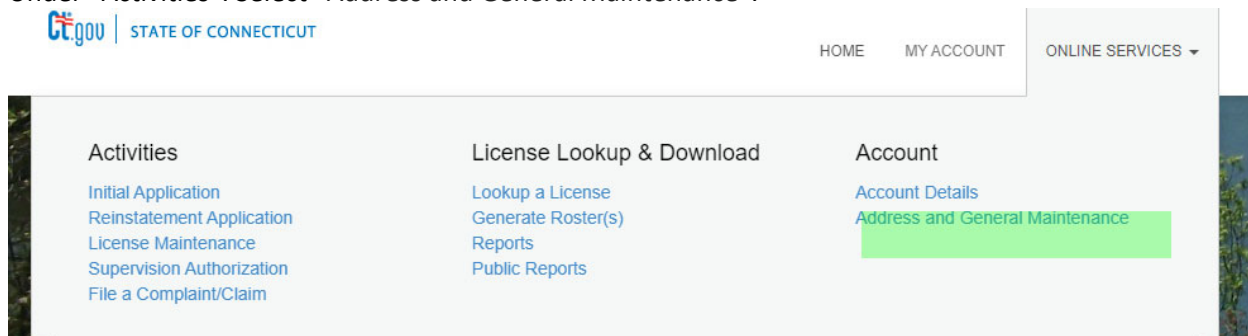 Under "Activities". Select "Address and General Maintenance".
Ct.gov | STATE OF CONNECTICUT
HOME MY ACCOUNT ONLINE SERVICES
Activities
Initial Application
Reinstatement Application
License Maintenance
Supervision Authorization
File a Complaint/Claim
License Lookup & Download
Lookup a License
Generate Roster(s)
Reports
Public Reports
Account
Account Details
Address and General Maintenance